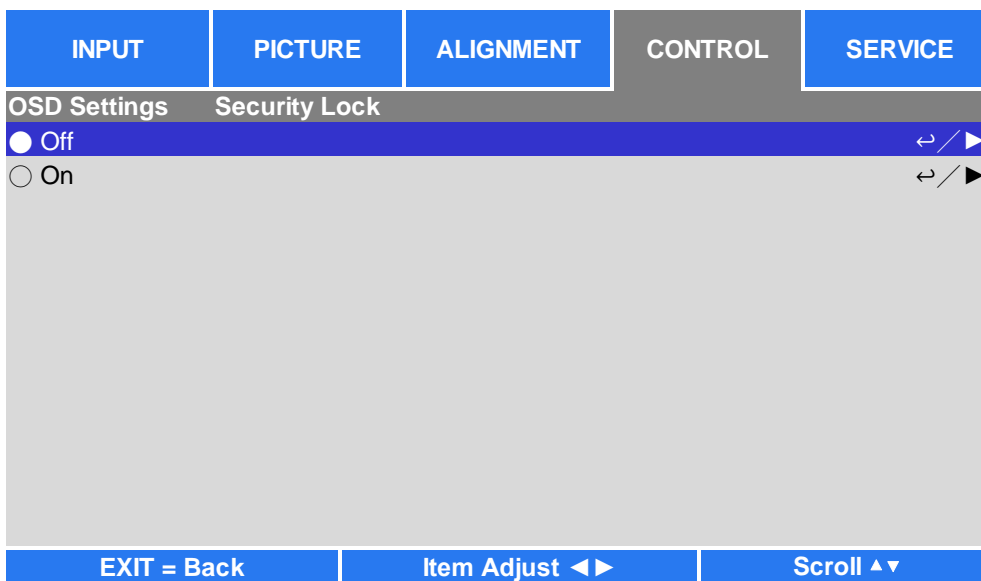 INPUT PICTURE ALIGNMENT CONTROL SERVICE
OSD Settings Security Lock
Off ↩/▶
On ↩/▶
EXIT = Back Item Adjust ◀▶ Scroll ▲▼